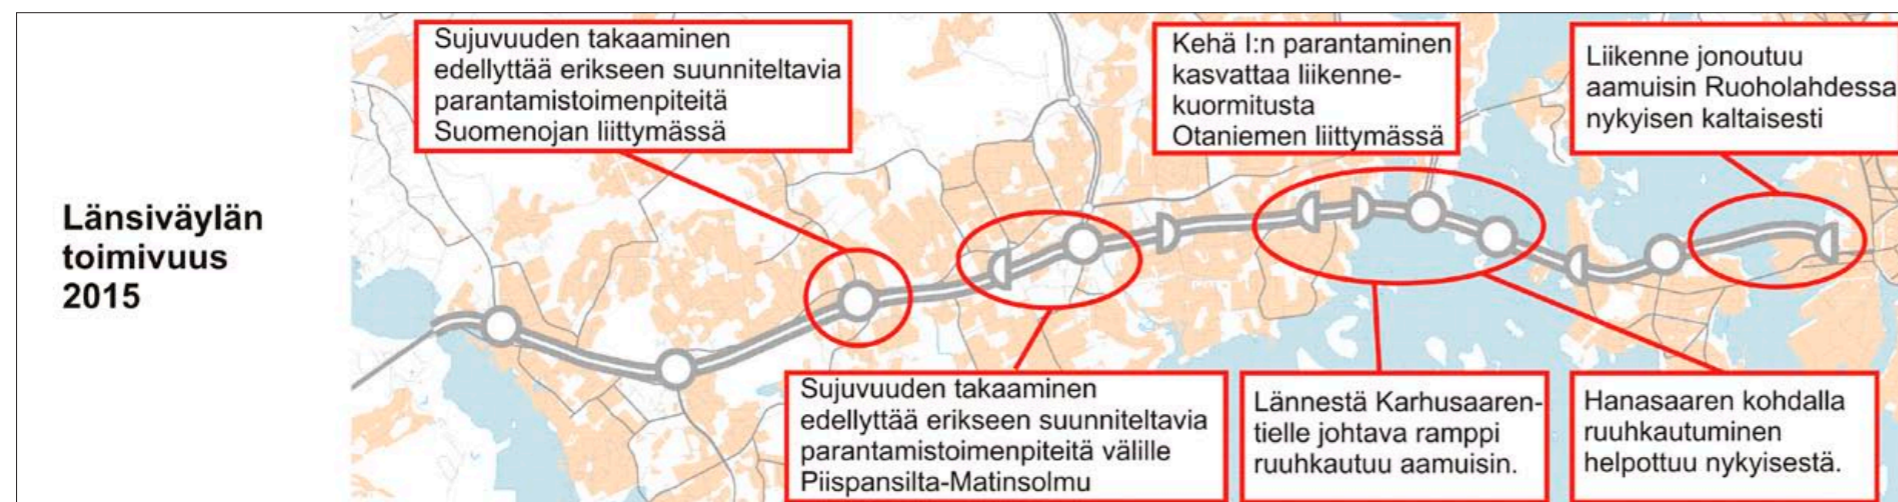 Länsiväylän
toimivuus
2015
Sujuvuuden takaaminen
edellyttää erikseen suunniteltavia
parantamistoimenpiteitä
Suomenojan liittymässä
Kehä I:n parantaminen
kasvattaa liikenne-
kuormitusta
Otaniemen liittymässä
Liikenne jonoutuu
aamuisin Ruoholahdessa
nykyisen kaltaisesti
Sujuvuuden takaaminen
edellyttää erikseen suunniteltavia
parantamistoimenpiteitä välille
Piispansilta-Matinsolmu
Lännestä Karhusaaren-
tielle johtava ramppi
ruuhkautuu aamuisin.
Hanasaaren kohdalla
ruuhkautuminen
helpottuu nykyisestä.